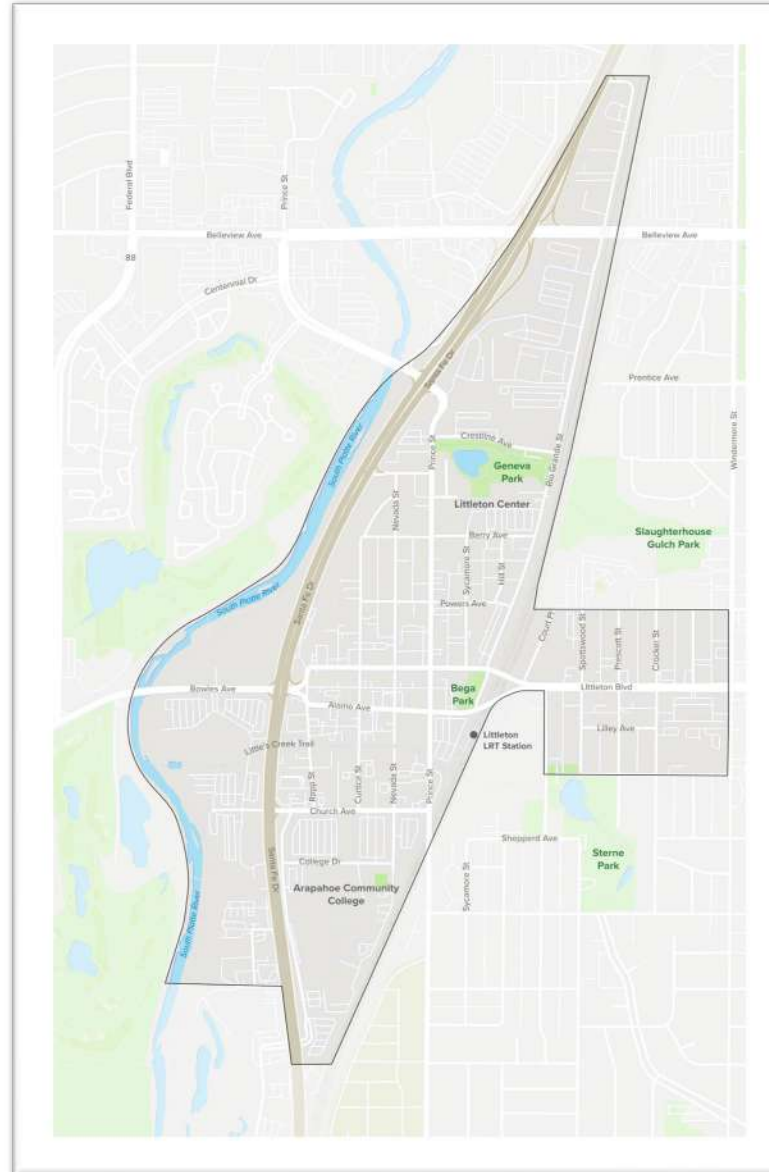 Federal Blvd
Prince St
Belleview Ave
Belleview Ave
88
Centennial Dr
Santa Fe Dr
Prentice Ave
Windermere St
South Platte River
Prince St
Crestline Ave
Rio Grande St
Geneva
Park
Nevada St
Littleton Center
Berry Ave
Slaughterhouse
Gulch Park
Sycamore St
Hill St
South Platte River
Santa Fe Dr
Powers Ave
Court Pl
Spottswood St
Prescott St
Crocker St
Bowles Ave
Bega
Park
Littleton Blvd
Alamo Ave
Lilley Ave
Littleton
LRT Station
Little's Creek Trail
Rapp St
Curtice St
Nevada St
Prince St
Church Ave
Sheppard Ave
Santa Fe Dr
College Dr
Sterne
Park
Arapahoe Community
College
Sycamore St
South Platte River